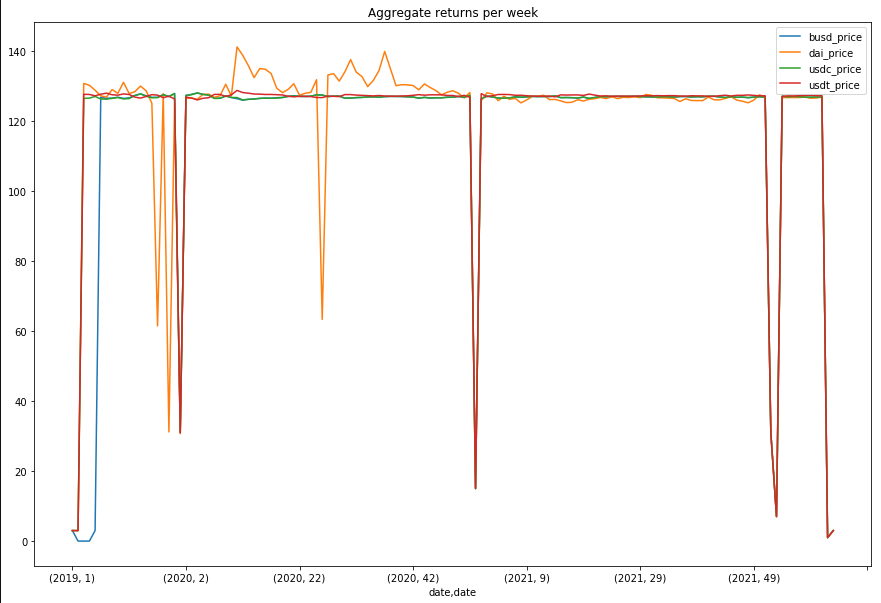 Aggregate returns per week
busd_price
dai_price
usdc_price
usdt_price
140
120
100
80
60
40
20
0
(2019, 1)
(2020, 2)
(2020, 22)
(2020, 42)
(2021, 9)
(2021, 29)
(2021, 49)
date,date